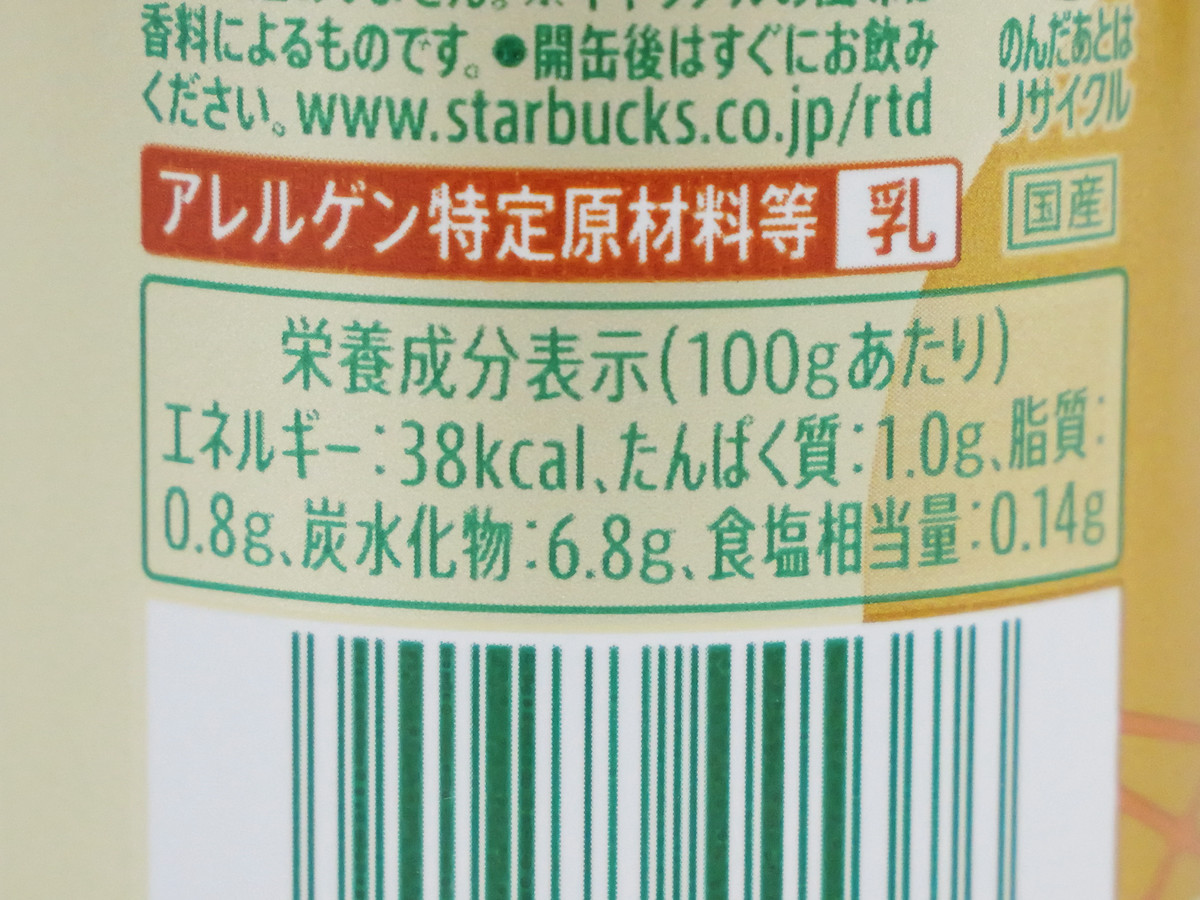 香料によるものです。●開缶後はすぐにお飲み
ください。www.starbucks.co.jp/rtd
のんだあとは
リサイクル
アレルゲン 特定原材料等 乳
国産
栄養成分表示(100gあたり)
エネルギー:38kcal、たんぱく質:1.0g、脂質:
0.8g、炭水化物:6.8g、食塩相当量:0.14g